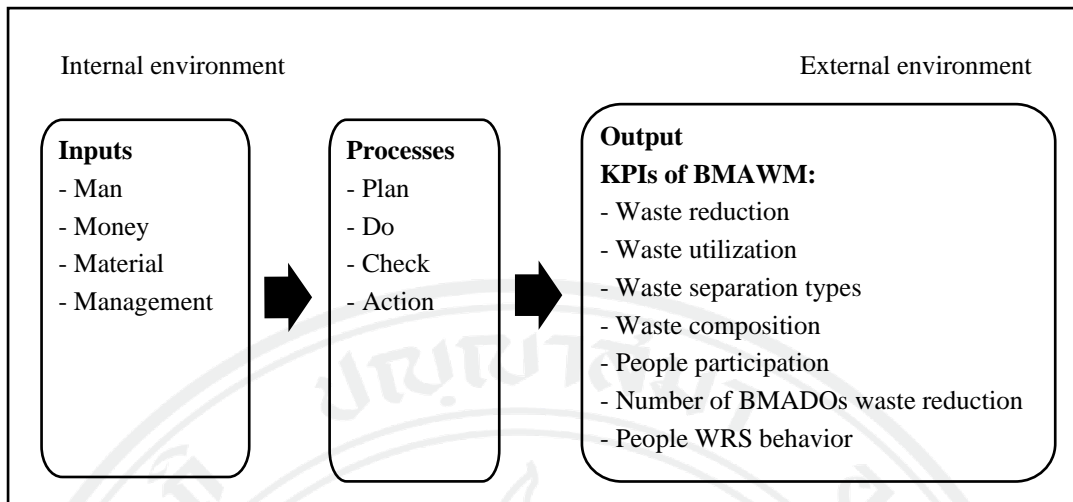 Internal environment
External environment
Inputs
- Man
- Money
- Material
- Management
Processes
- Plan
- Do
- Check
- Action
Output
KPIs of BMAWM:
- Waste reduction
- Waste utilization
- Waste separation types
- Waste composition
- People participation
- Number of BMADOs waste reduction
- People WRS behavior